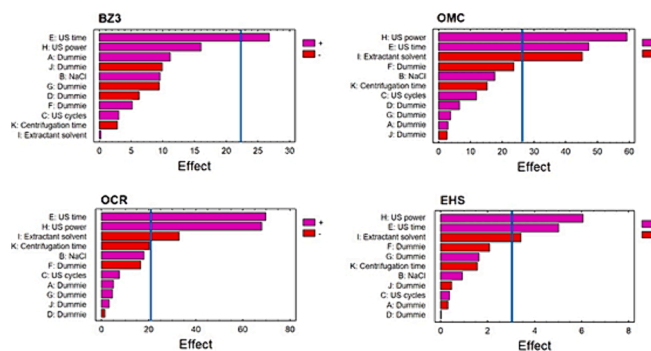 BZ3
E: US time
H: US power
A: Dummie
J: Dummie
B: NaCl
G: Dummie
D: Dummie
F: Dummie
C: US cycles
K: Centrifugation time
I: Extractant solvent
+
-
0 5 10 15 20 25 30
Effect
OMC
H: US power
E: US time
I: Extractant solvent
F: Dummie
B: NaCl
K: Centrifugation time
C: US cycles
D: Dummie
G: Dummie
A: Dummie
J: Dummie
0 10 20 30 40 50 60
Effect
OCR
E: US time
H: US power
I: Extractant solvent
K: Centrifugation time
B: NaCl
F: Dummie
C: US cycles
A: Dummie
G: Dummie
J: Dummie
D: Dummie
+
-
0 20 40 60 80
Effect
EHS
H: US power
E: US time
I: Extractant solvent
F: Dummie
G: Dummie
K: Centrifugation time
B: NaCl
J: Dummie
C: US cycles
A: Dummie
D: Dummie
0 2 4 6 8
Effect